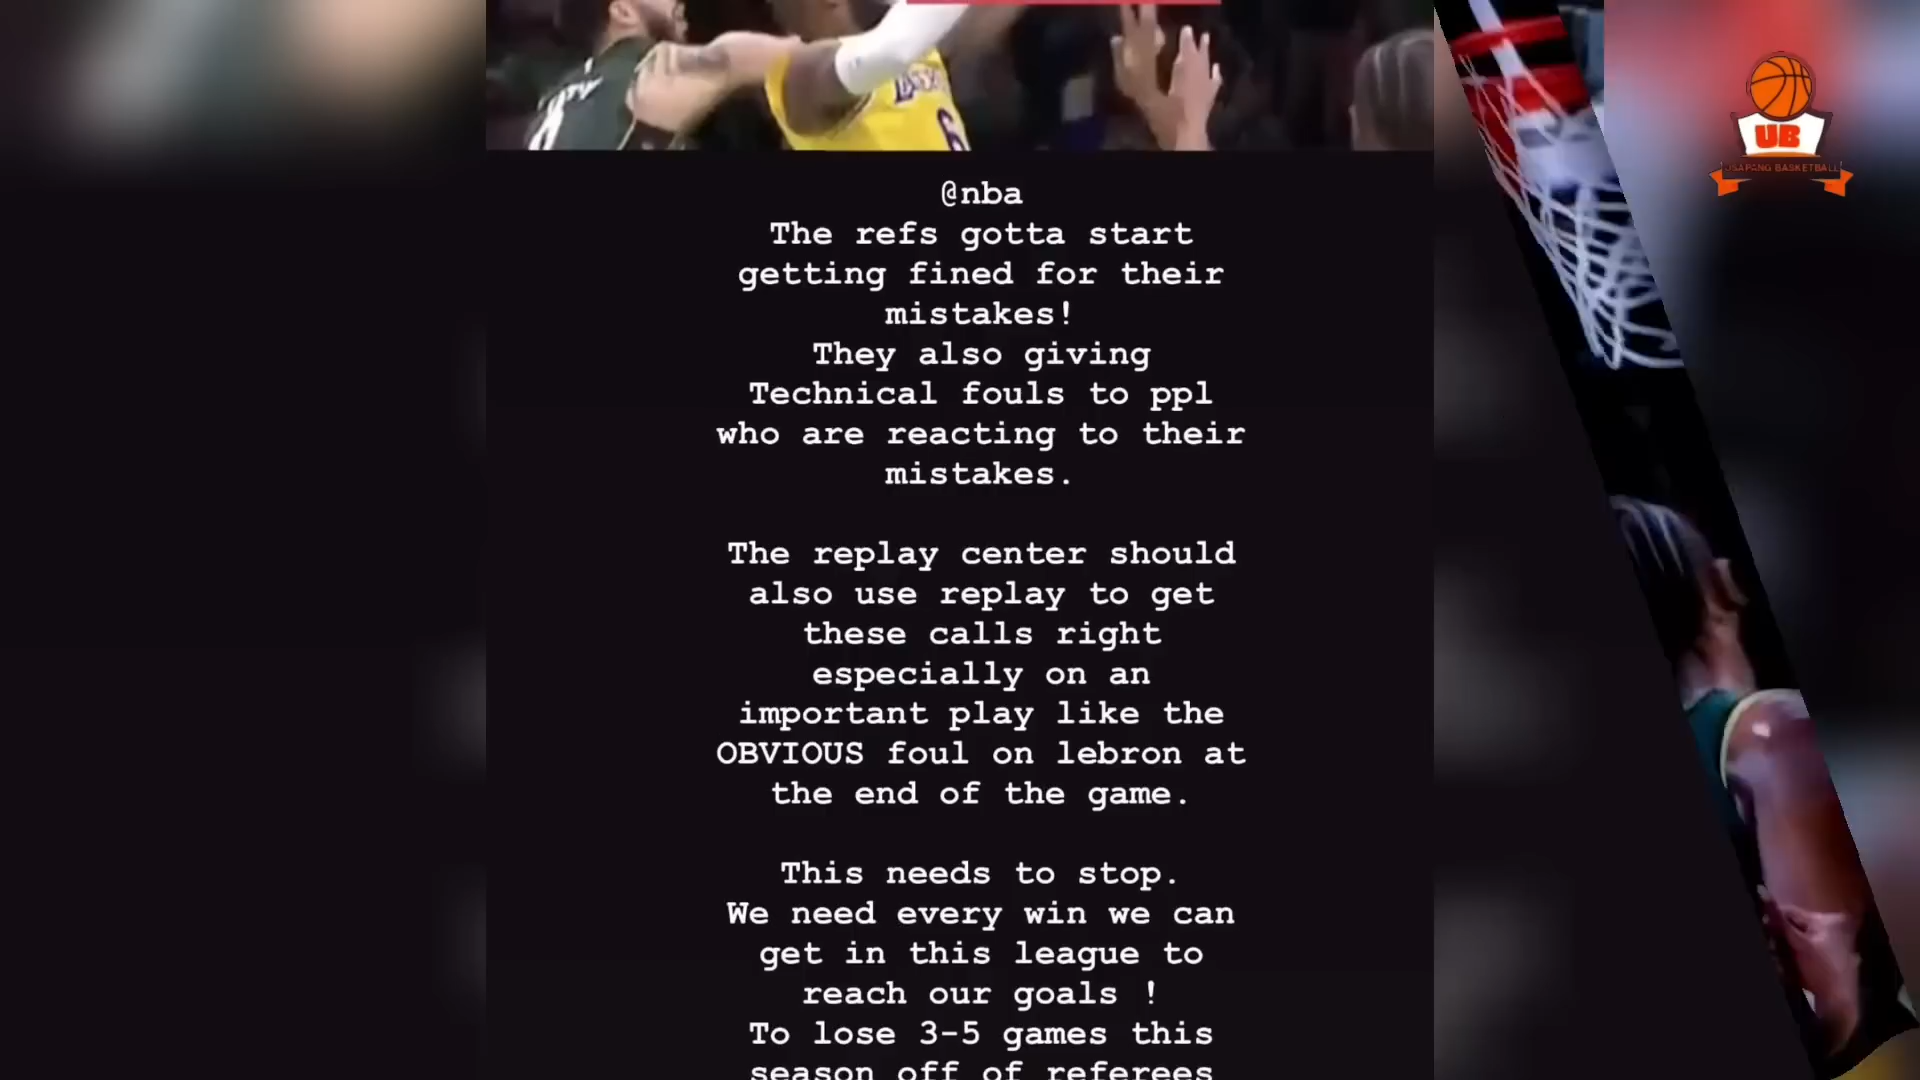 @nba
The refs gotta start
getting fined for their
mistakes!
They also giving
Technical fouls to ppl
who are reacting to their
mistakes.
The replay center should
also use replay to get
these calls right
especially on an
important play like the
OBVIOUS foul on lebron at
the end of the game.
This needs to stop.
We need every win we can
get in this league to
reach our goals !
To lose 3-5 games this
season off of referees
UB
USAPANG BASKETBALL
6